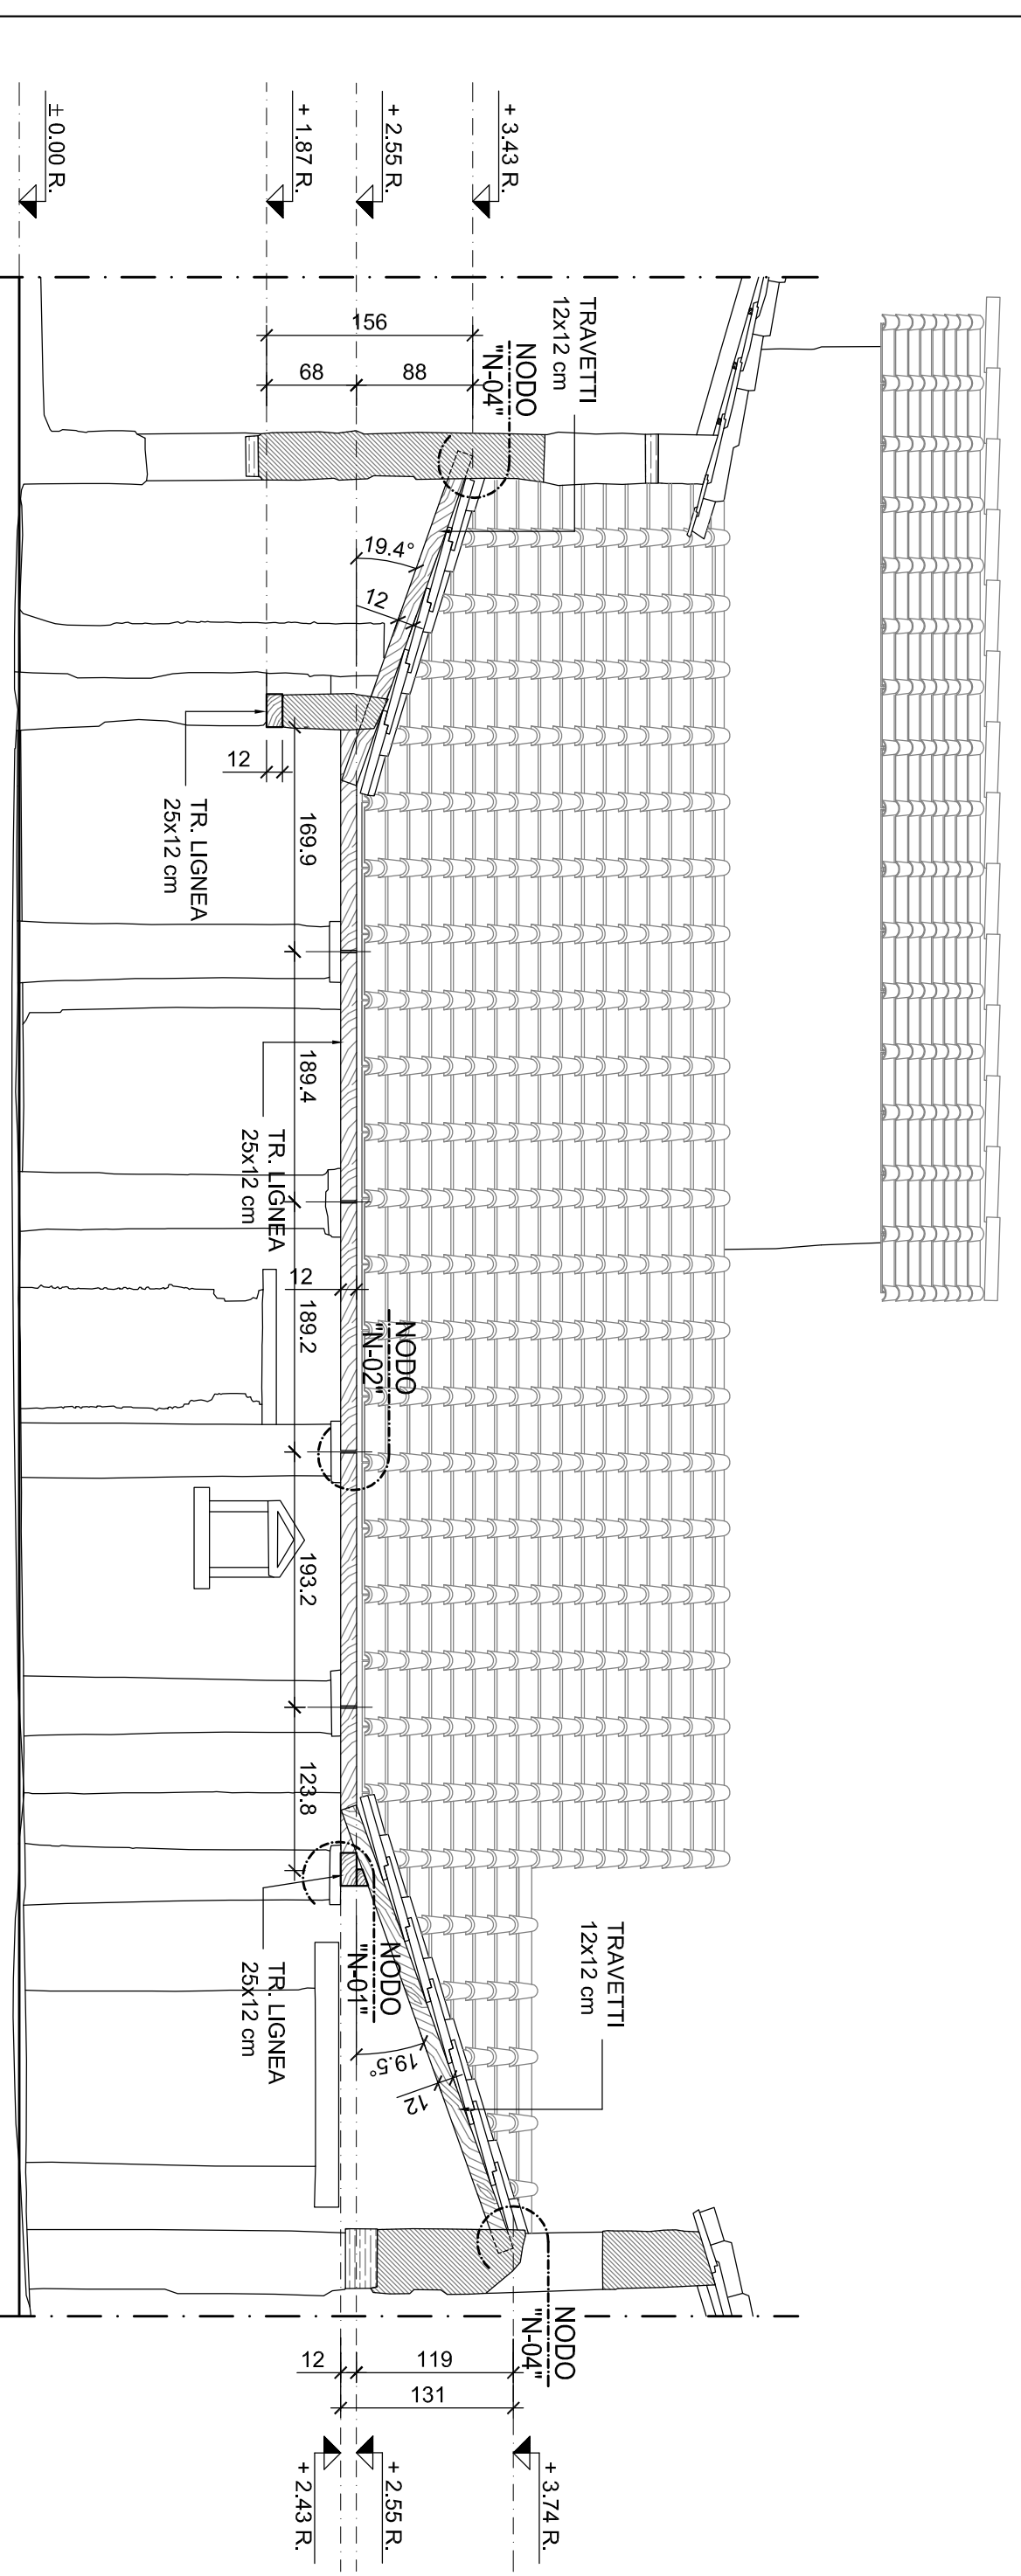 ± 0.00 R.
+ 1.87 R.
+ 2.55 R.
+ 3.43 R.
156
68
88
TRAVETTI
12x12 cm
NODO
"N-04"
19.4°
12
12
TR. LIGNEA
25x12 cm
169.9
189.4
TR. LIGNEA
25x12 cm
12
189.2
NODO
"N-02"
193.2
123.8
TR. LIGNEA
25x12 cm
NODO
"N-01"
19.5°
12
TRAVETTI
12x12 cm
NODO
"N-04"
12
119
131
+ 2.43 R.
+ 2.55 R.
+ 3.74 R.